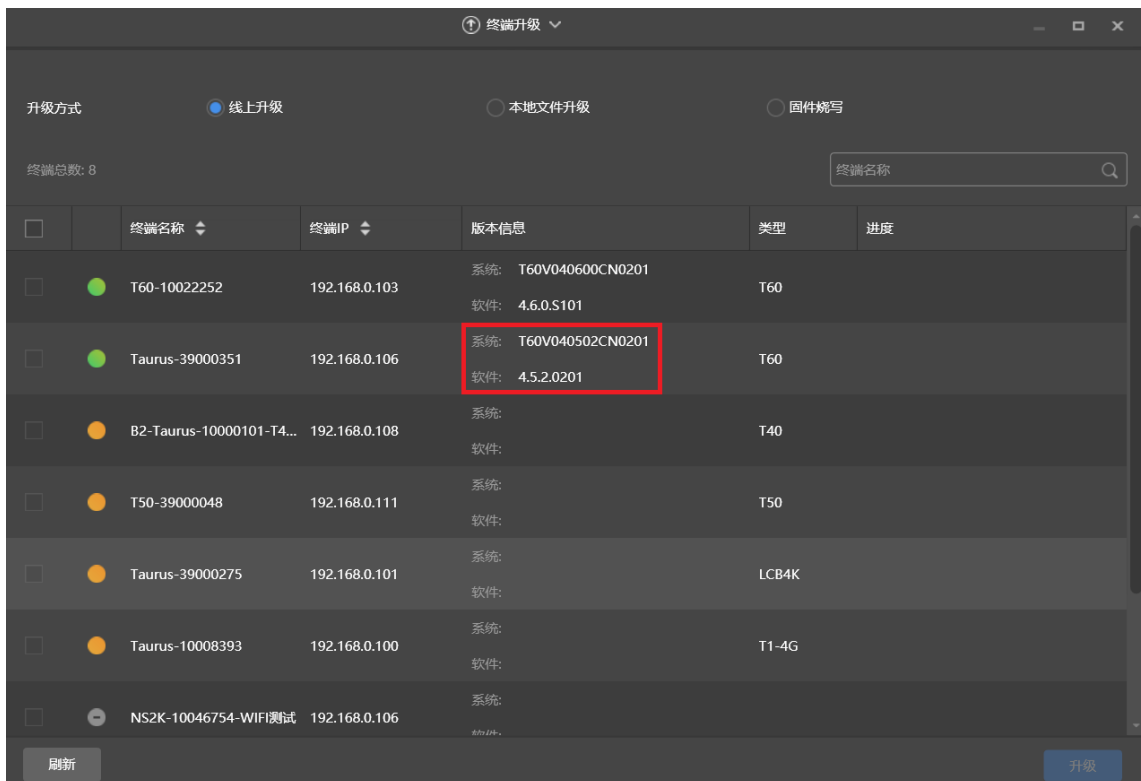 终端升级
升级方式 线上升级 本地文件升级 固件烧写
终端总数: 8 终端名称
终端名称 终端IP 版本信息 类型 进度
系统: T60V040600CN0201
T60-10022252 192.168.0.103 T60
软件: 4.6.0.S101
系统: T60V040502CN0201
Taurus-39000351 192.168.0.106 T60
软件: 4.5.2.0201
系统:
B2-Taurus-10000101-T4... 192.168.0.108 T40
软件:
系统:
T50-39000048 192.168.0.111 T50
软件:
系统:
Taurus-39000275 192.168.0.101 LCB4K
软件:
系统:
Taurus-10008393 192.168.0.100 T1-4G
软件:
系统:
NS2K-10046754-WIFI测试 192.168.0.106
软件:
刷新 升级